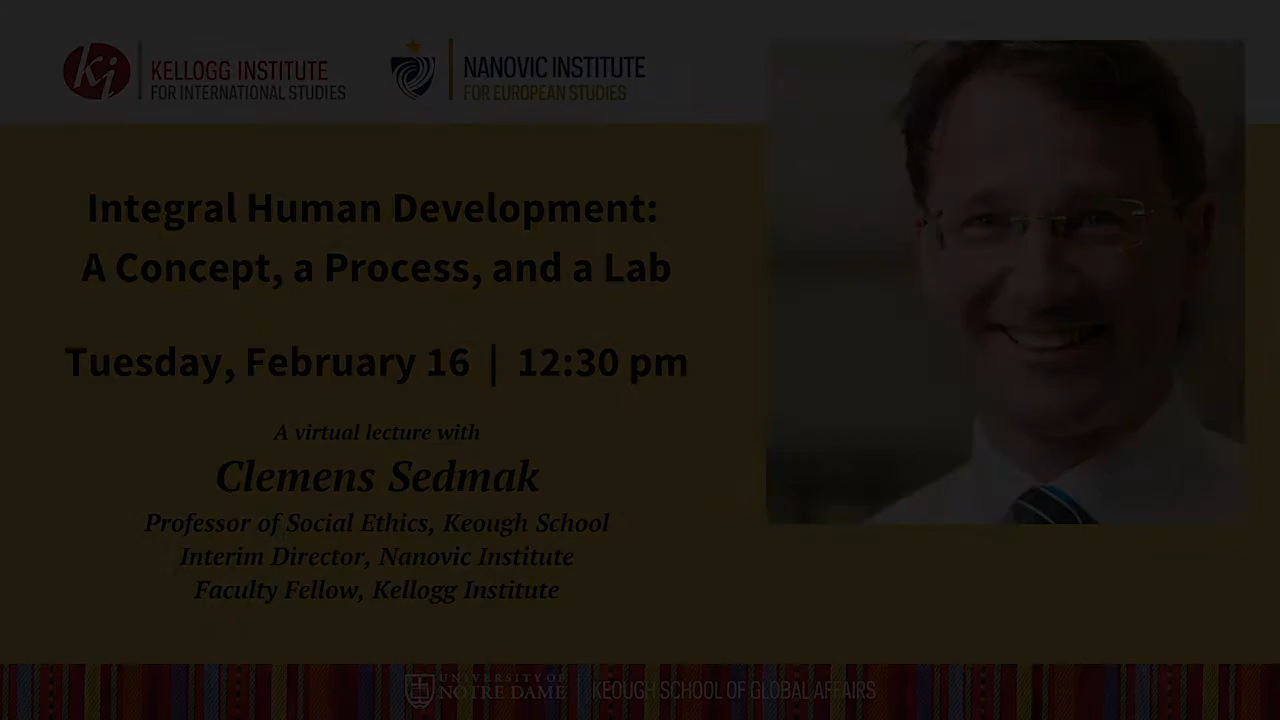 ki
KELLOGG INSTITUTE
FOR INTERNATIONAL STUDIES
NANOVIC INSTITUTE
FOR EUROPEAN STUDIES
Integral Human Development:
A Concept, a Process, and a Lab
Tuesday, February 16 | 12:30 pm
A virtual lecture with
Clemens Sedmak
Professor of Social Ethics, Keough School
Interim Director, Nanovic Institute
Faculty Fellow, Kellogg Institute
UNIVERSITY OF
NOTRE DAME
KEOUGH SCHOOL OF GLOBAL AFFAIRS